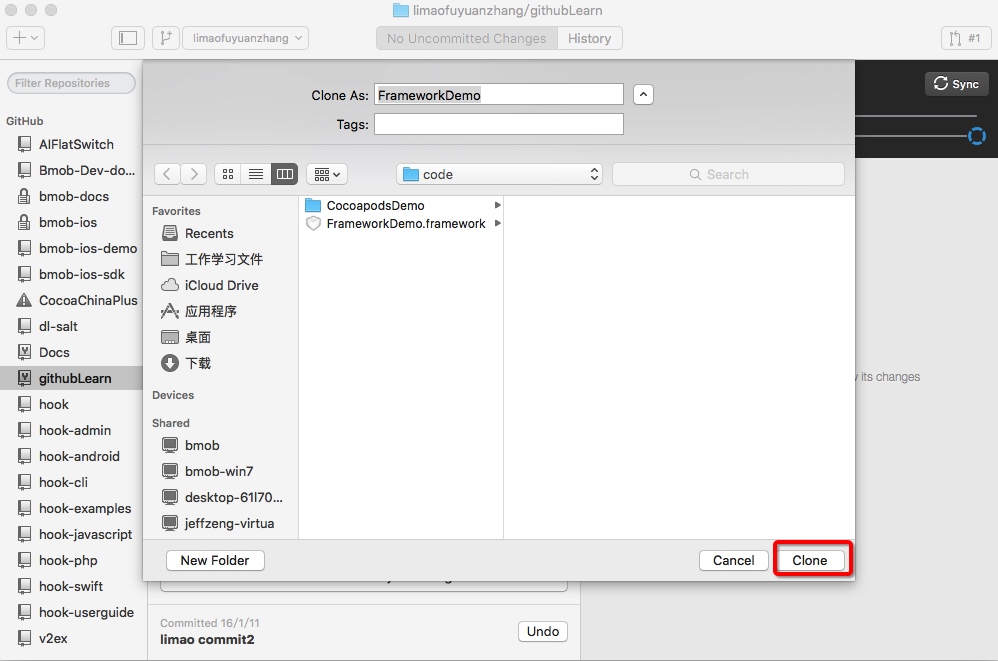 limaofuyuanzhang/githubLearn
limaofuyuanzhang
No Uncommitted Changes
History
#1
Filter Repositories
GitHub
AIFlatSwitch
Bmob-Dev-do...
bmob-docs
bmob-ios
bmob-ios-demo
bmob-ios-sdk
CocoaChinaPlus
dl-salt
Docs
githubLearn
hook
hook-admin
hook-android
hook-cli
hook-examples
hook-javascript
hook-php
hook-swift
hook-userguide
v2ex
Clone As: FrameworkDemo
Tags:
code
Search
Favorites
Recents
工作学习文件
iCloud Drive
应用程序
桌面
下载
Devices
Shared
bmob
bmob-win7
desktop-61l70...
jeffzeng-virtua
CocoapodsDemo
FrameworkDemo.framework
New Folder
Cancel
Clone
Sync
its changes
Committed 16/1/11
limao commit2
Undo